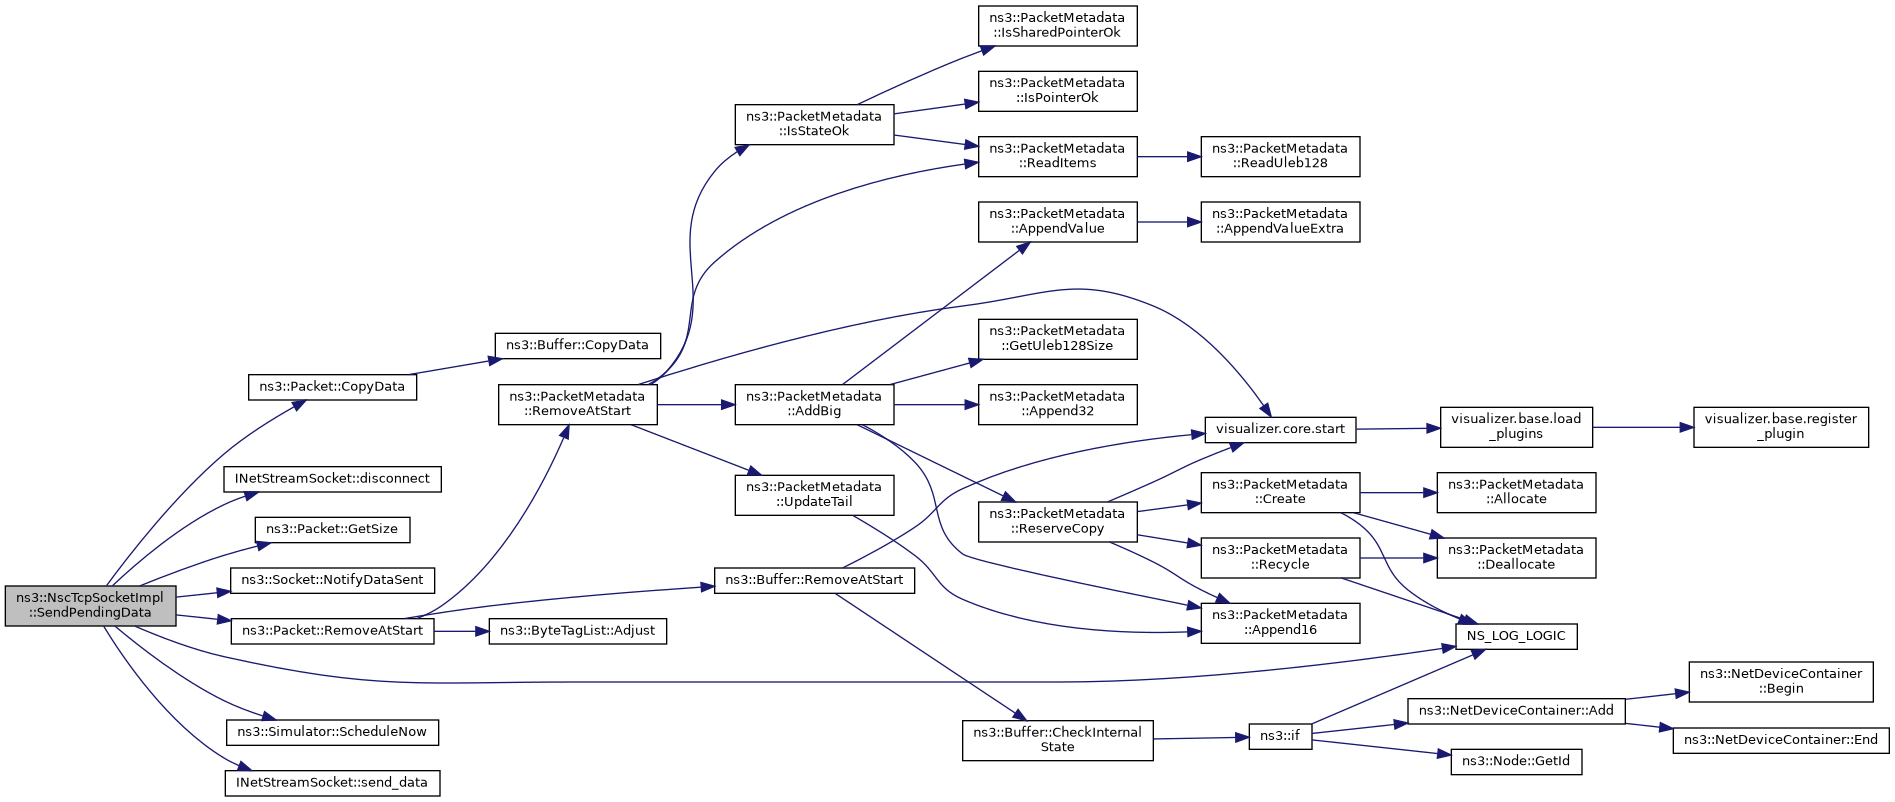 ns3::NscTcpSocketImpl
::SendPendingData
ns3::Packet::CopyData
ns3::Buffer::CopyData
INetStreamSocket::disconnect
ns3::Packet::GetSize
ns3::Socket::NotifyDataSent
ns3::Packet::RemoveAtStart
ns3::PacketMetadata
::RemoveAtStart
ns3::PacketMetadata
::IsStateOk
ns3::PacketMetadata
::IsSharedPointerOk
ns3::PacketMetadata
::IsPointerOk
ns3::PacketMetadata
::ReadItems
ns3::PacketMetadata
::ReadUleb128
ns3::PacketMetadata
::AddBig
ns3::PacketMetadata
::AppendValue
ns3::PacketMetadata
::AppendValueExtra
ns3::PacketMetadata
::GetUleb128Size
ns3::PacketMetadata
::Append32
ns3::PacketMetadata
::ReserveCopy
visualizer.core.start
visualizer.base.load
_plugins
visualizer.base.register
_plugin
ns3::PacketMetadata
::Create
ns3::PacketMetadata
::Allocate
ns3::PacketMetadata
::Recycle
ns3::PacketMetadata
::Deallocate
ns3::PacketMetadata
::Append16
ns3::PacketMetadata
::UpdateTail
ns3::Buffer::RemoveAtStart
ns3::ByteTagList::Adjust
NS_LOG_LOGIC
ns3::Buffer::CheckInternal
State
ns3::if
ns3::NetDeviceContainer::Add
ns3::NetDeviceContainer
::Begin
ns3::NetDeviceContainer::End
ns3::Node::GetId
ns3::Simulator::ScheduleNow
INetStreamSocket::send_data